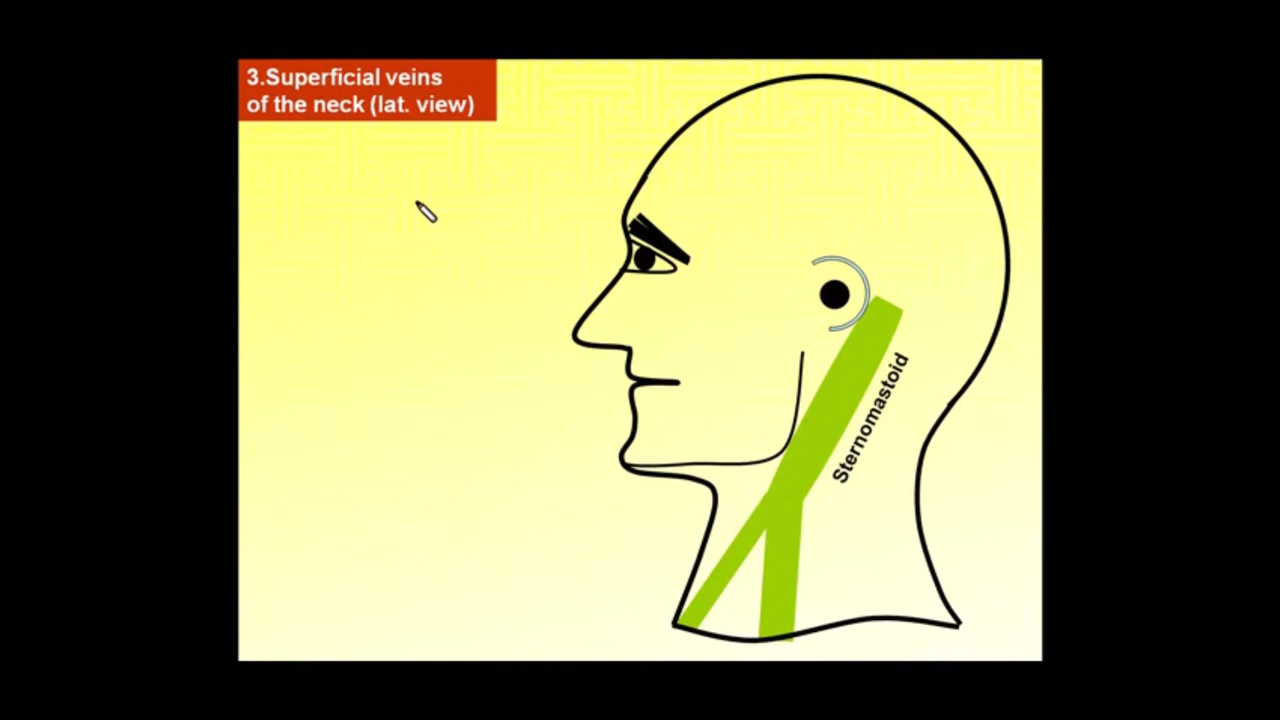 3.Superficial veins
of the neck (lat. view)
Sternomastoid